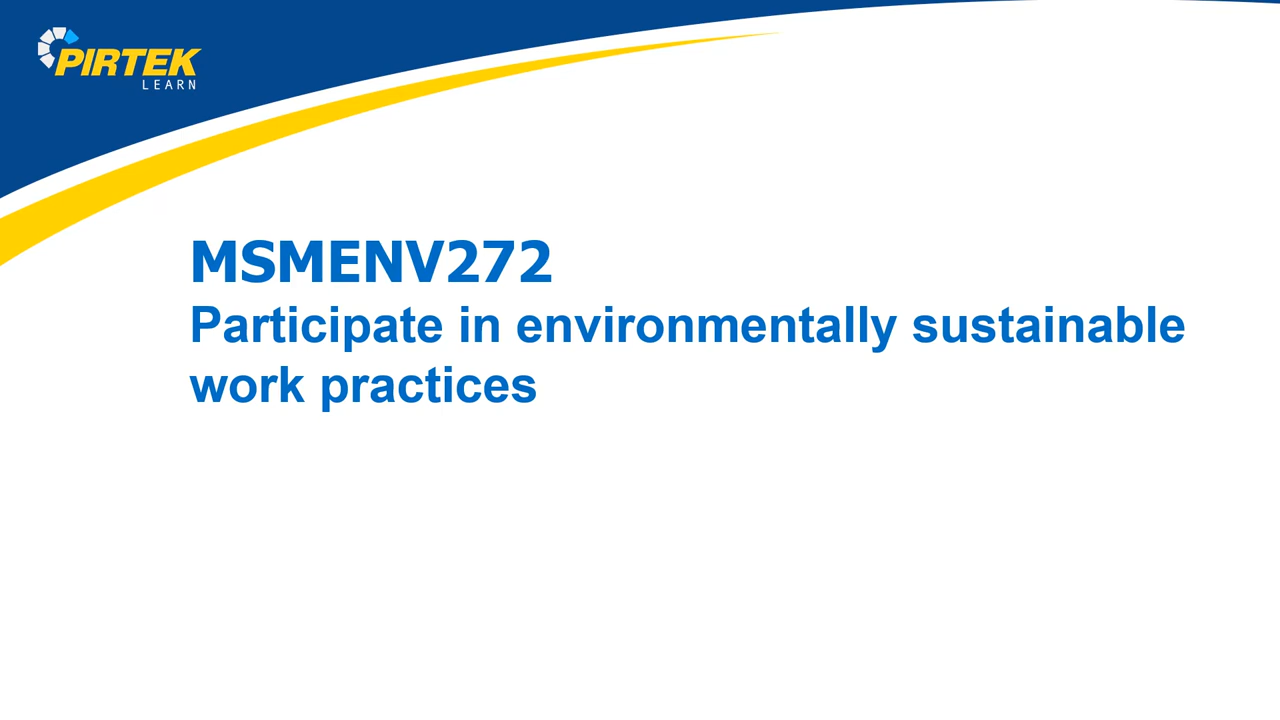 PIRTEK
LEARN
MSMENV272
Participate in environmentally sustainable
work practices